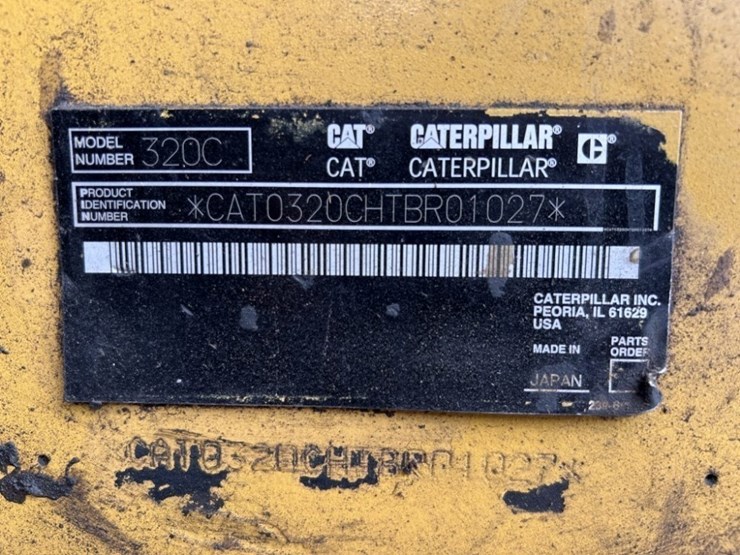 MODEL NUMBER 320C
CAT® CATERPILLAR® C
CAT® CATERPILLAR®
PRODUCT
IDENTIFICATION
NUMBER *CAT0320CHTBR01027*
CATERPILLAR INC.
PEORIA, IL 61629
USA
MADE IN
PARTS
ORDER
JAPAN
CAT0320CHTBR01027*